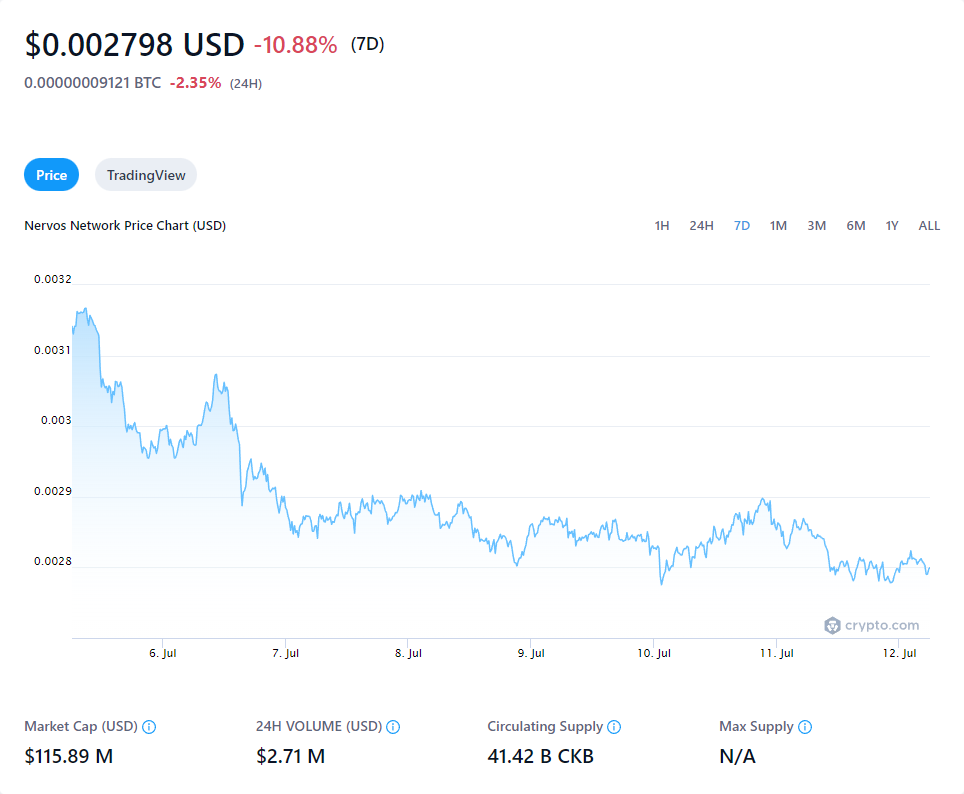 $0.002798 USD -10.88% (7D)
0.00000009121 BTC -2.35% (24H)
Price TradingView
Nervos Network Price Chart (USD) 1H 24H 7D 1M 3M 6M 1Y ALL
0.0032
0.0031
0.003
0.0029
0.0028
crypto.com
6. Jul 7. Jul 8. Jul 9. Jul 10. Jul 11. Jul 12. Jul
Market Cap (USD) 24H VOLUME (USD) Circulating Supply Max Supply
$115.89 M $2.71 M 41.42 B CKB N/A